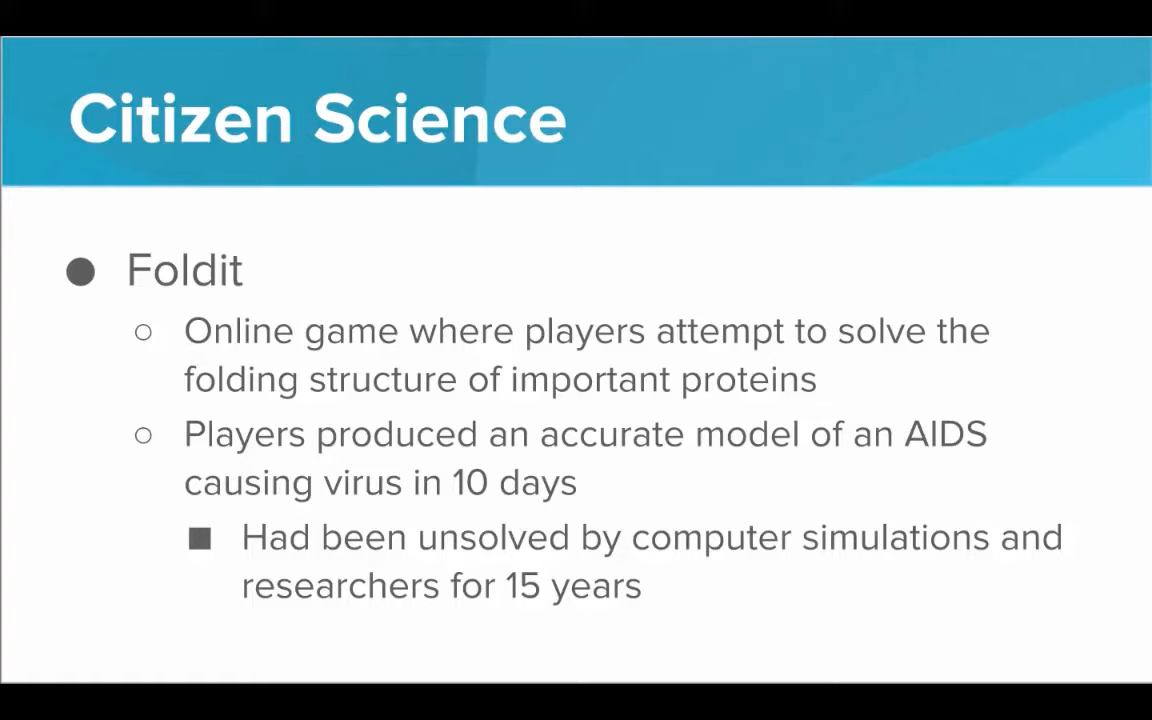 Citizen Science
● Foldit
○ Online game where players attempt to solve the
folding structure of important proteins
○ Players produced an accurate model of an AIDS
causing virus in 10 days
■ Had been unsolved by computer simulations and
researchers for 15 years